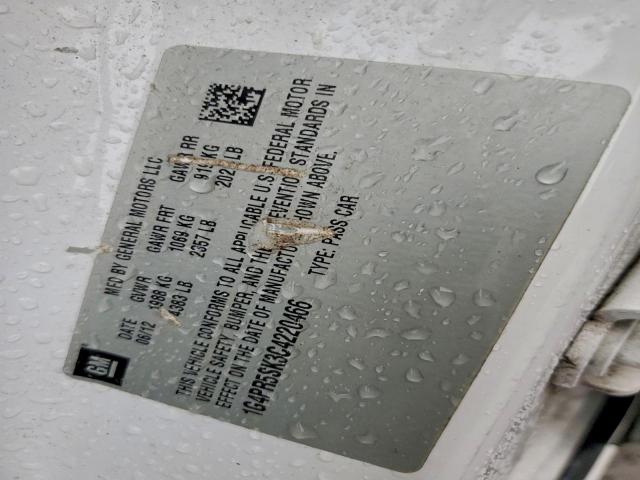 GM
MFD BY GENERAL MOTORS LLC
DATE GVWR GAWR FRT GAWR RR
06/12 1988 KG 1069 KG KG
4383 LB 2357 LB LB
THIS VEHICLE CONFORMS TO ALL APPLICABLE U.S. FEDERAL MOTOR
VEHICLE SAFETY, BUMPER, AND THEFT PREVENTION STANDARDS IN
EFFECT ON THE DATE OF MANUFACTURE SHOWN ABOVE.
1G4PR5SK3C4220466 TYPE: PASS CAR